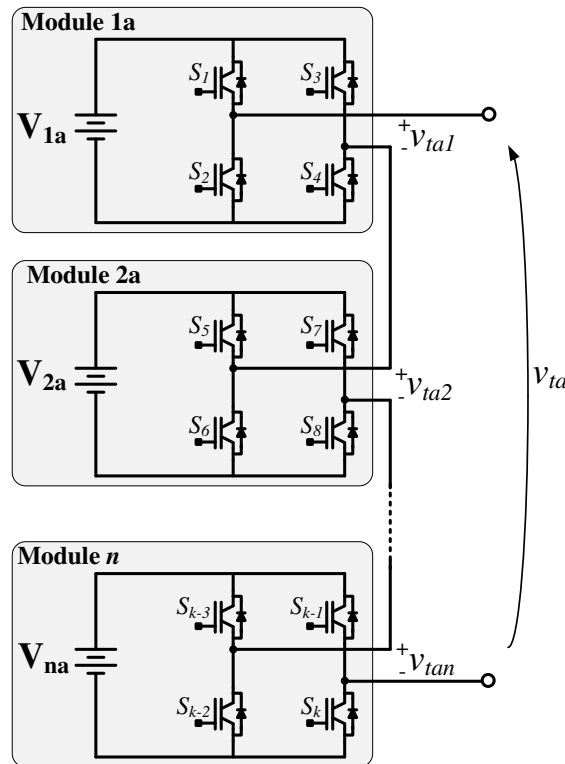 Module 1a
S1 S3
V1a
+
- vta1
S2 S4
Module 2a
S5 S7
V2a
+
- vta2
vta
S6 S8
Module n
Sk-3 Sk-1
Vna
+
- vtan
Sk-2 Sk